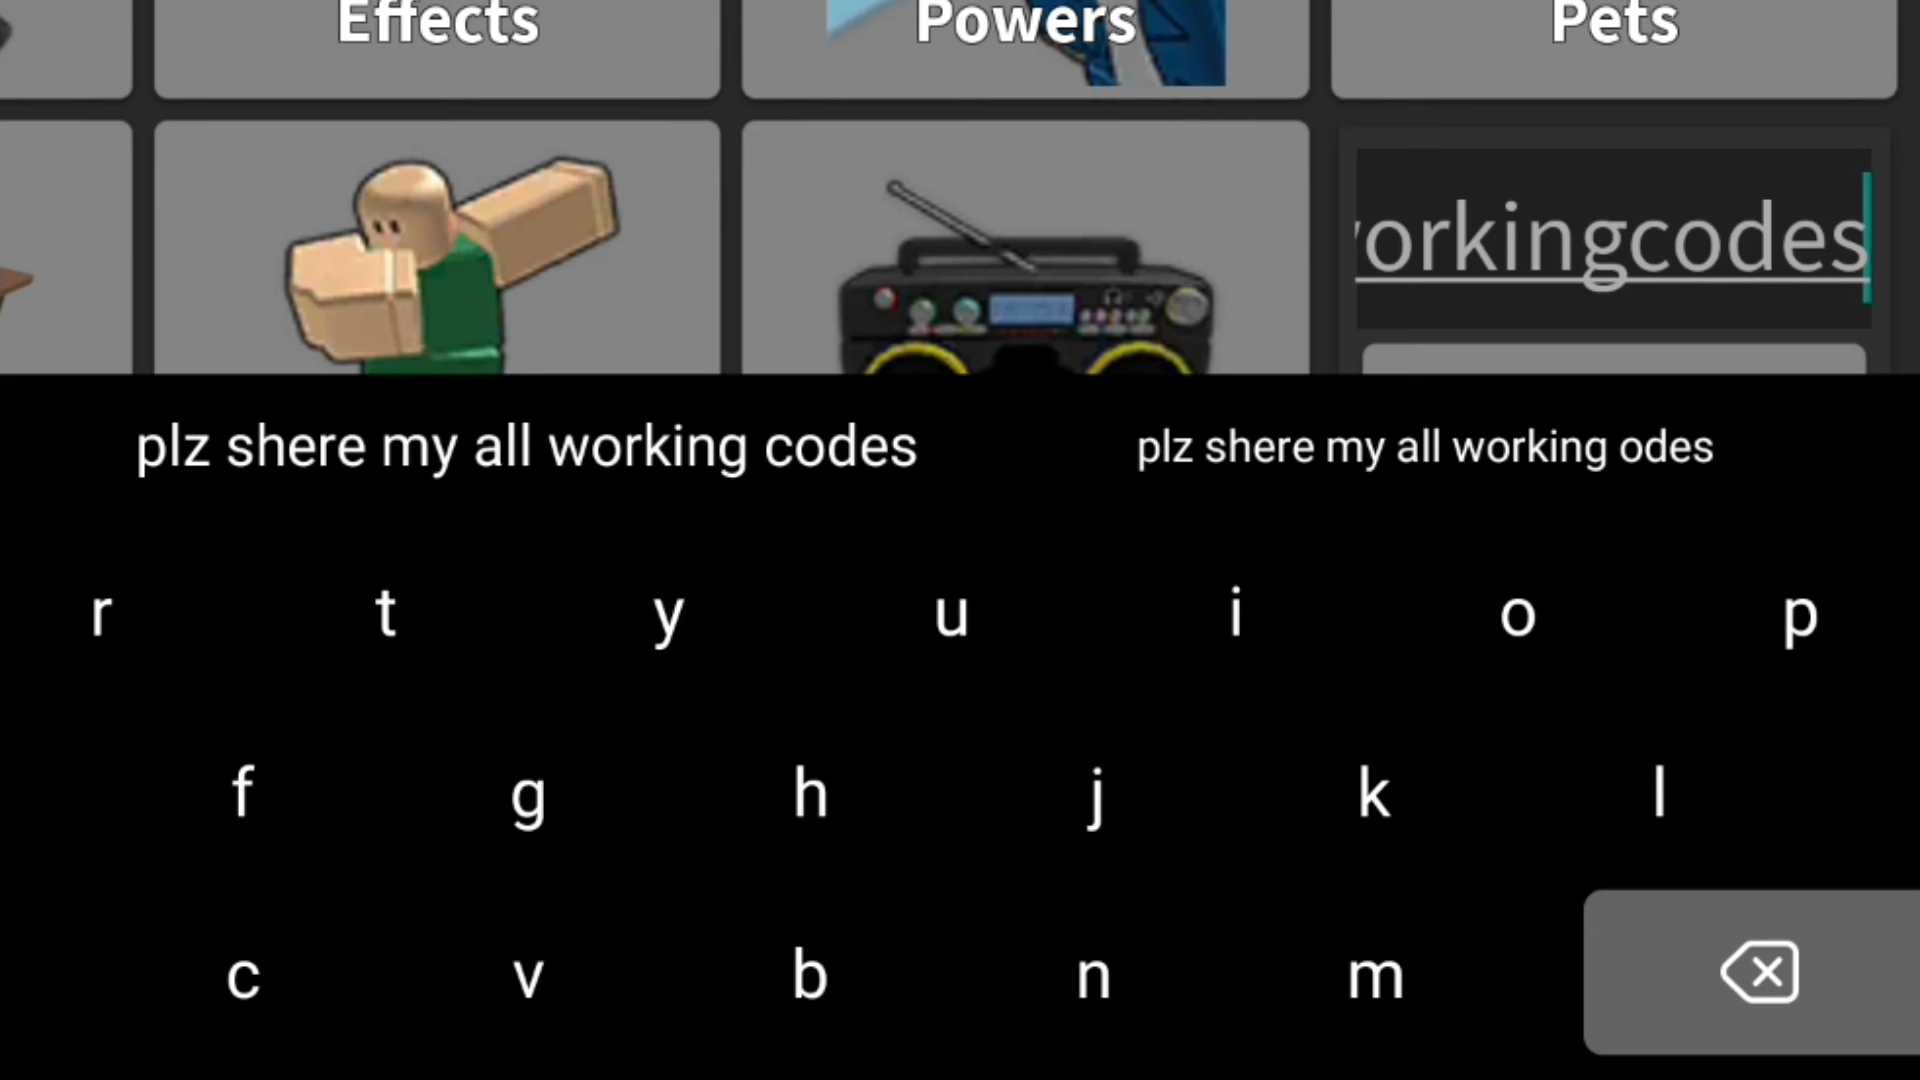 Effects
Powers
Pets
orkingcodes
plz shere my all working codes
plz shere my all working odes
r t y u i o p
f g h j k l
c v b n m